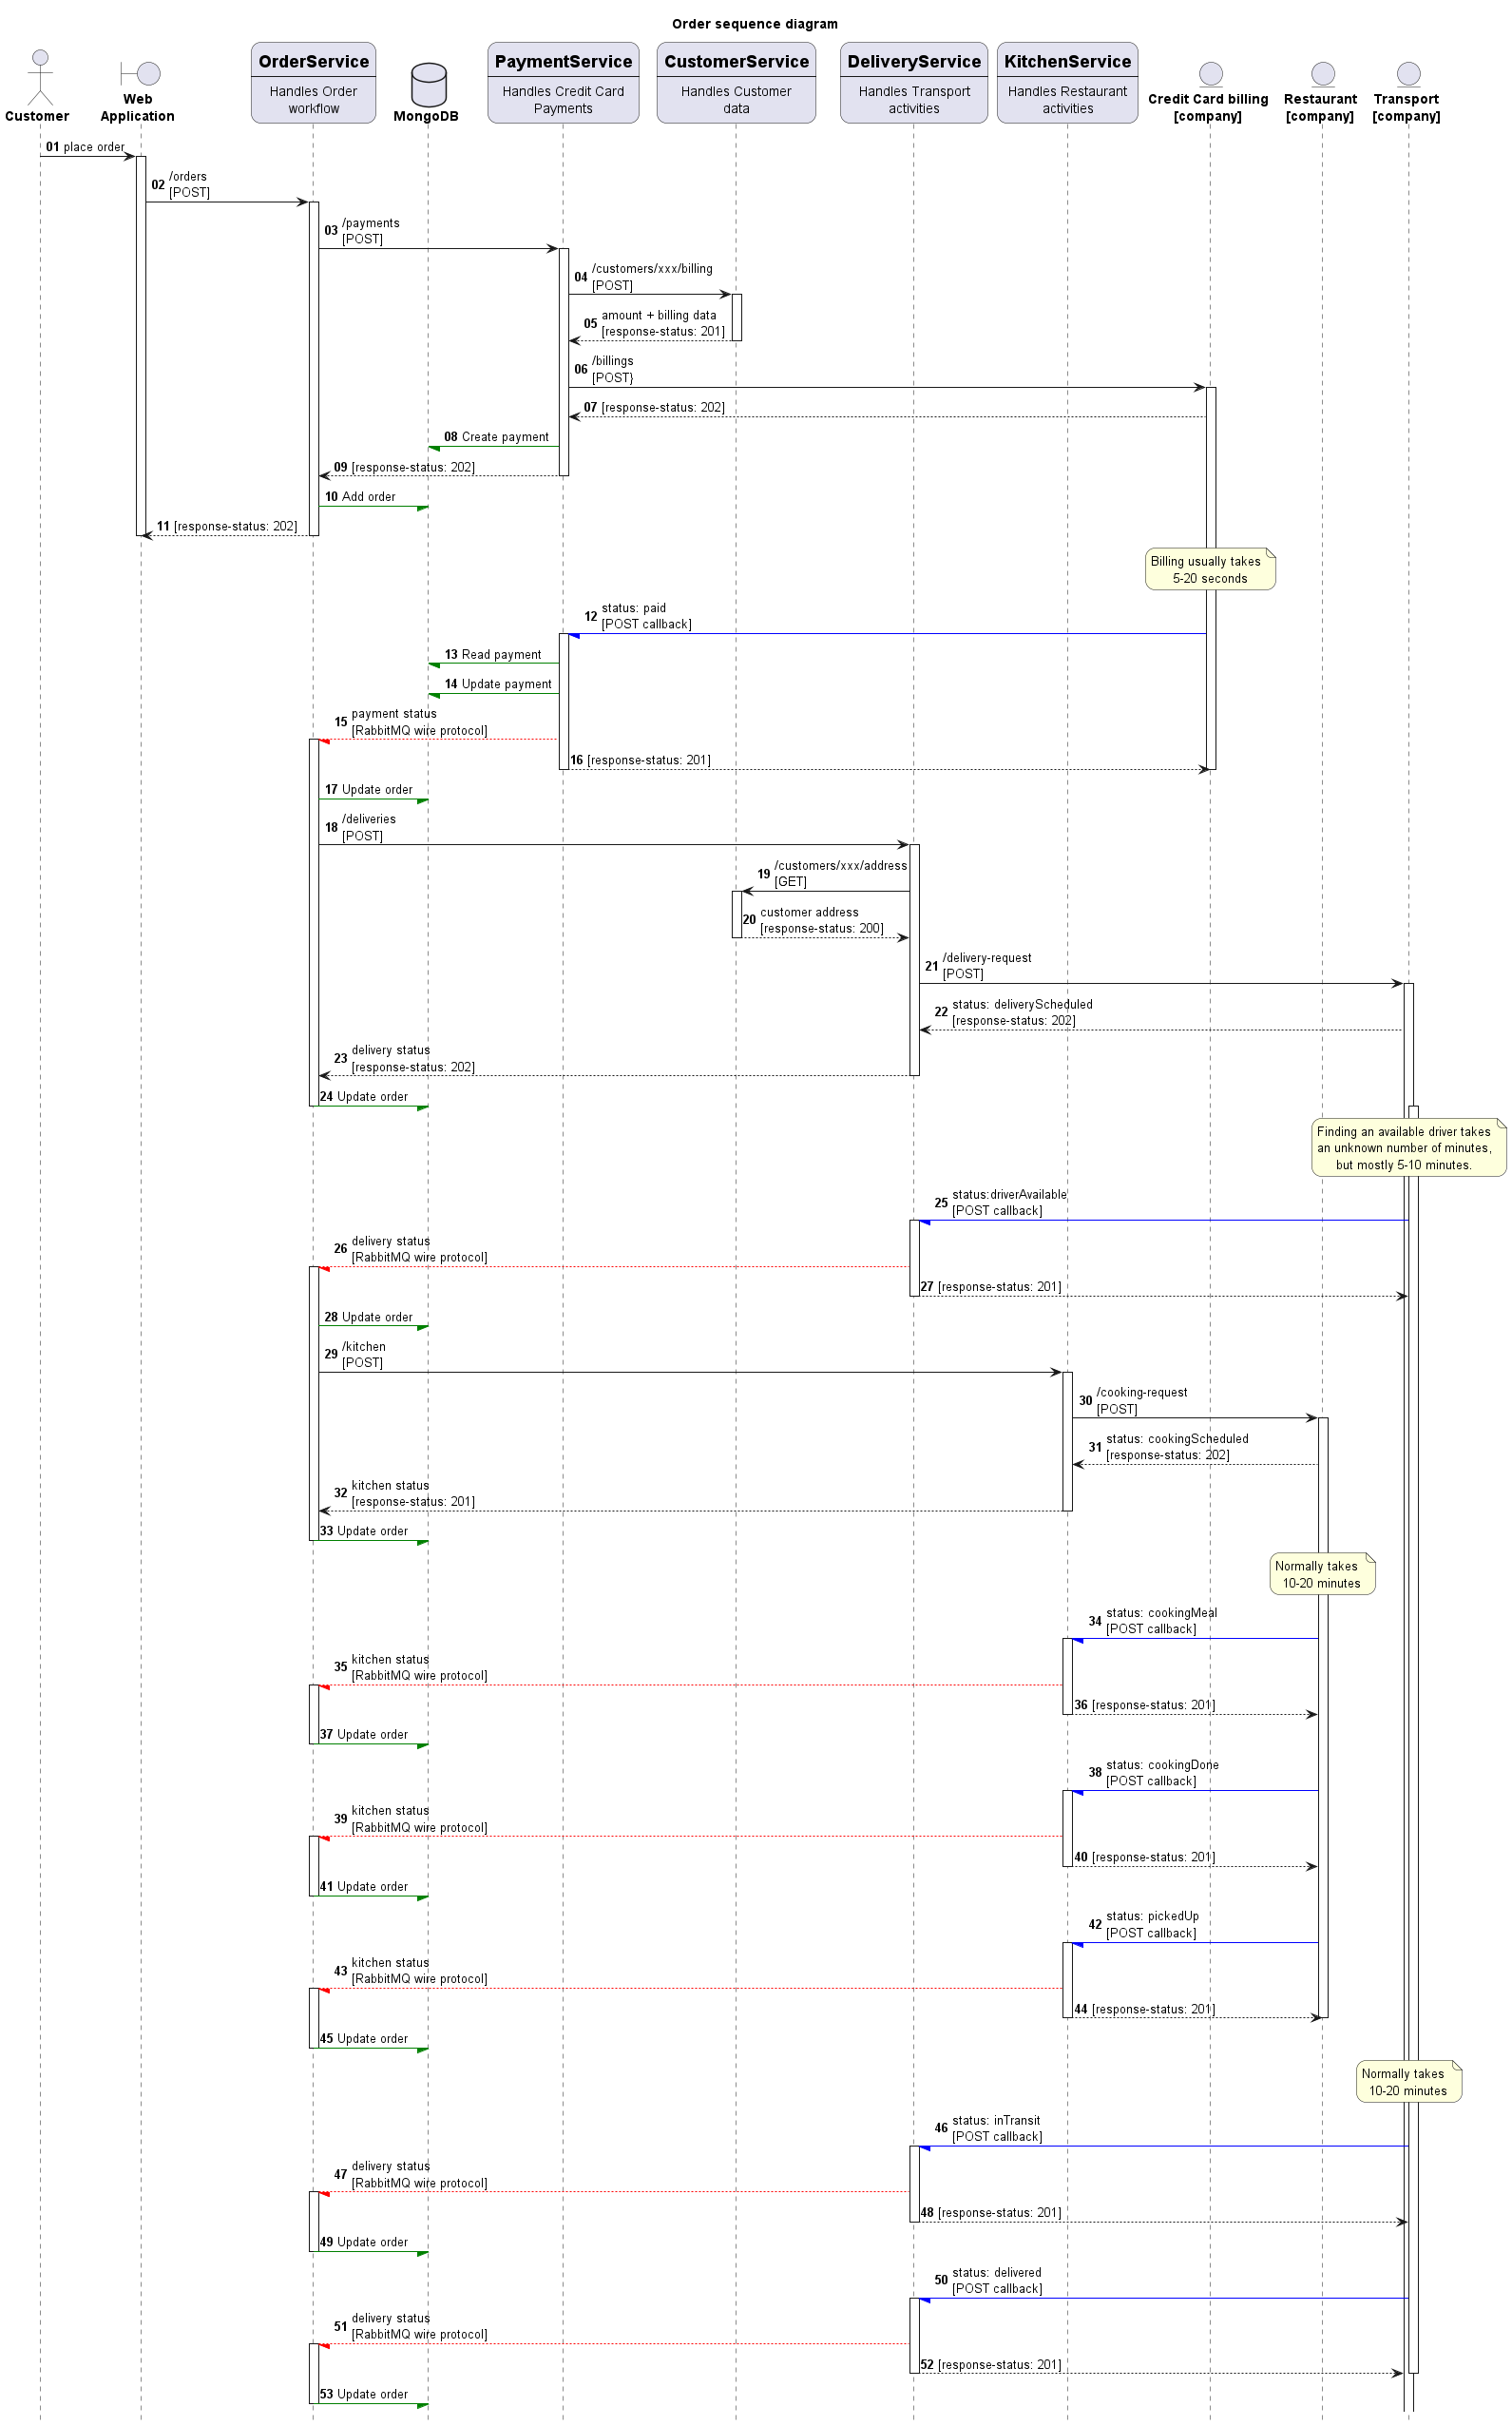 Order sequence diagram
Customer
Web
Application
OrderService
Handles Order
workflow
MongoDB
PaymentService
Handles Credit Card
Payments
CustomerService
Handles Customer
data
DeliveryService
Handles Transport
activities
KitchenService
Handles Restaurant
activities
Credit Card billing
[company]
Restaurant
[company]
Transport
[company]
01 place order
02 /orders
[POST]
03 /payments
[POST]
04 /customers/xxx/billing
[POST]
05 amount + billing data
[response-status: 201]
06 /billings
[POST}
07 [response-status: 202]
08 Create payment
09 [response-status: 202]
10 Add order
11 [response-status: 202]
Billing usually takes
5-20 seconds
12 status: paid
[POST callback]
13 Read payment
14 Update payment
15 payment status
[RabbitMQ wire protocol]
16 [response-status: 201]
17 Update order
18 /deliveries
[POST]
19 /customers/xxx/address
[GET]
20 customer address
[response-status: 200]
21 /delivery-request
[POST]
22 status: deliveryScheduled
[response-status: 202]
23 delivery status
[response-status: 202]
24 Update order
Finding an available driver takes
an unknown number of minutes,
but mostly 5-10 minutes.
25 status:driverAvailable
[POST callback]
26 delivery status
[RabbitMQ wire protocol]
27 [response-status: 201]
28 Update order
29 /kitchen
[POST]
30 /cooking-request
[POST]
31 status: cookingScheduled
[response-status: 202]
32 kitchen status
[response-status: 201]
33 Update order
Normally takes
10-20 minutes
34 status: cookingMeal
[POST callback]
35 kitchen status
[RabbitMQ wire protocol]
36 [response-status: 201]
37 Update order
38 status: cookingDone
[POST callback]
39 kitchen status
[RabbitMQ wire protocol]
40 [response-status: 201]
41 Update order
42 status: pickedUp
[POST callback]
43 kitchen status
[RabbitMQ wire protocol]
44 [response-status: 201]
45 Update order
Normally takes
10-20 minutes
46 status: inTransit
[POST callback]
47 delivery status
[RabbitMQ wire protocol]
48 [response-status: 201]
49 Update order
50 status: delivered
[POST callback]
51 delivery status
[RabbitMQ wire protocol]
52 [response-status: 201]
53 Update order